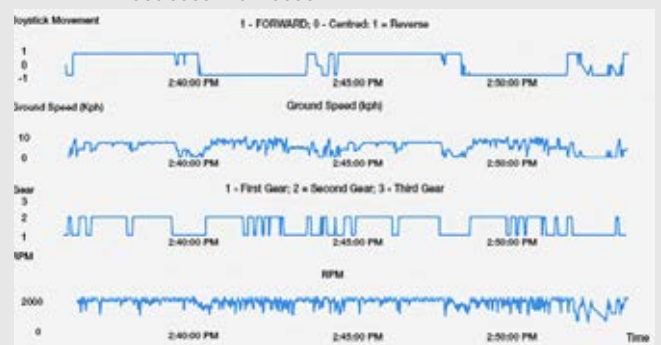 Joystick Movement
1 - FORWARD; 0 - Centred: 1 = Reverse
1
0
-1
2:40:00 PM
2:45:00 PM
2:50:00 PM
Ground Speed (Kph)
Ground Speed (kph)
10
0
2:40:00 PM
2:45:00 PM
2:50:00 PM
Gear
1 - First Gear; 2 = Second Gear; 3 - Third Gear
3
2
1
2:40:00 PM
2:45:00 PM
2:50:00 PM
RPM
RPM
2000
0
2:40:00 PM
2:45:00 PM
2:50:00 PM
Time